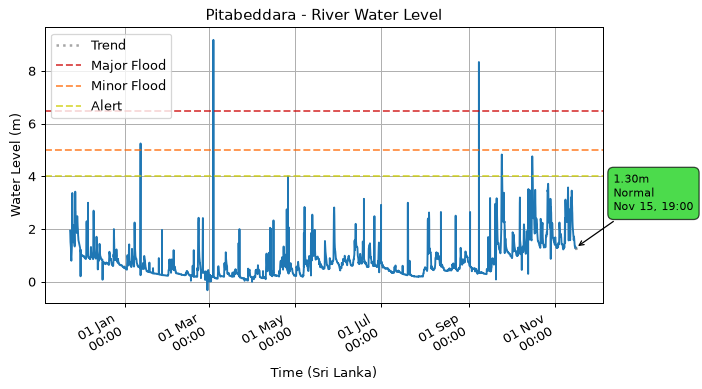 Pitabeddara - River Water Level
Trend
Major Flood
Minor Flood
Alert
Water Level (m)
8
6
4
2
0
1.30m
Normal
Nov 15, 19:00
01 Jan
00:00
01 Mar
00:00
01 May
00:00
01 Jul
00:00
01 Sep
00:00
01 Nov
00:00
Time (Sri Lanka)